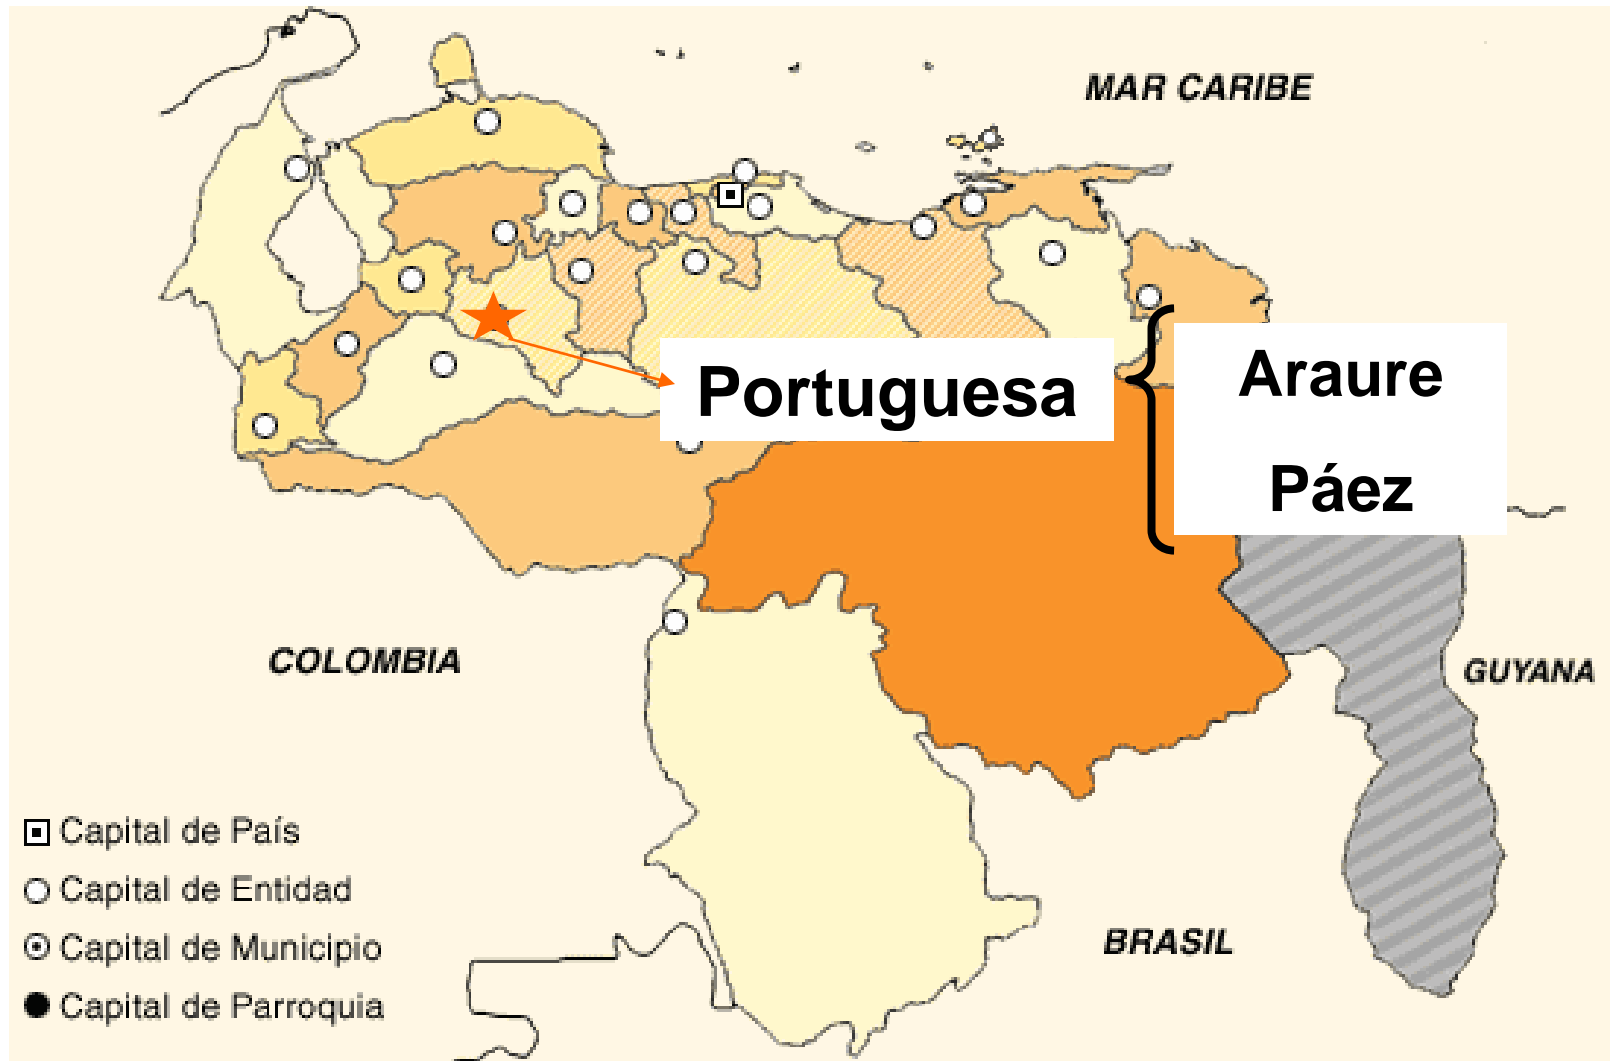 MAR CARIBE
Portuguesa
Araure
Páez
COLOMBIA
GUYANA
BRASIL
Capital de País
Capital de Entidad
Capital de Municipio
Capital de Parroquia